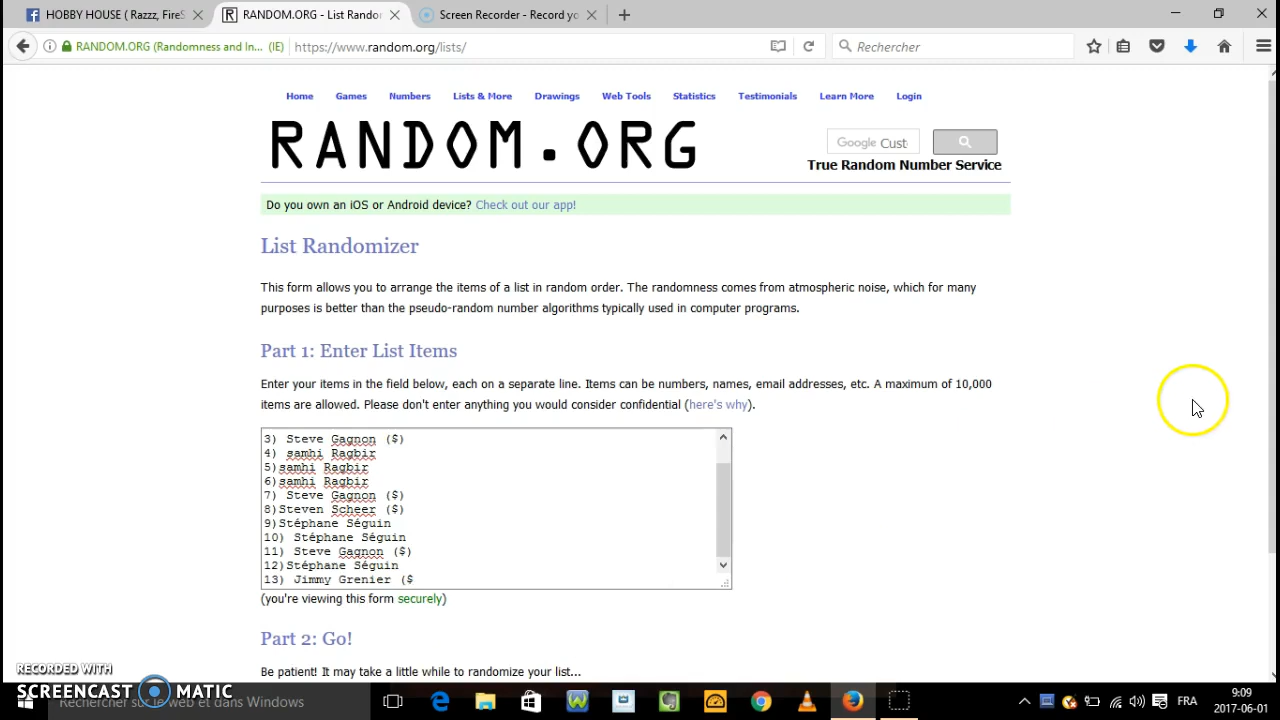 HOBBY HOUSE ( Razz, FireS
RANDOM.ORG - List Randor
Screen Recorder - Record yo
RANDOM.ORG (Randomness and In... (IE)
https://www.random.org/lists/
Rechercher
Home Games Numbers Lists & More Drawings Web Tools Statistics Testimonials Learn More Login
RANDOM.ORG
Google Cust
True Random Number Service
Do you own an iOS or Android device? Check out our app!
List Randomizer
This form allows you to arrange the items of a list in random order. The randomness comes from atmospheric noise, which for many
purposes is better than the pseudo-random number algorithms typically used in computer programs.
Part 1: Enter List Items
Enter your items in the field below, each on a separate line. Items can be numbers, names, email addresses, etc. A maximum of 10,000
items are allowed. Please don't enter anything you would consider confidential (here's why).
3) Steve Gagnon ($)
4) samhi Ragbir
5)samhi Ragbir
6)samhi Ragbir
7) Steve Gagnon ($)
8)Steven Scheer ($)
9)Stéphane Séguin
10) Stéphane Séguin
11) Steve Gagnon ($)
12)Stéphane Séguin
13) Jimmy Grenier ($
(you're viewing this form securely)
Part 2: Go!
Be patient! It may take a little while to randomize your list...
RECORDED WITH
SCREENCAST MATIC
Rechercher sur le web et dans Windows
FRA
9:09
2017-06-01